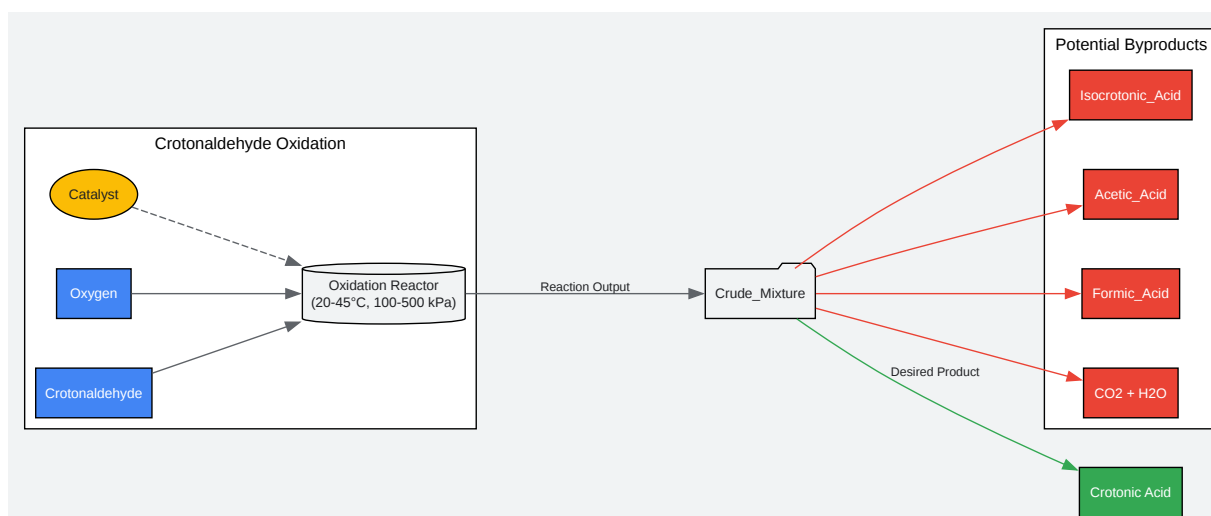 Potential Byproducts
Isocrotonic_Acid
Crotonaldehyde Oxidation
Catalyst
Acetic_Acid
Oxygen
Oxidation Reactor
(20-45°C, 100-500 kPa)
Reaction Output
Crude_Mixture
Formic_Acid
Crotonaldehyde
Desired Product
CO2 + H2O
Crotonic Acid